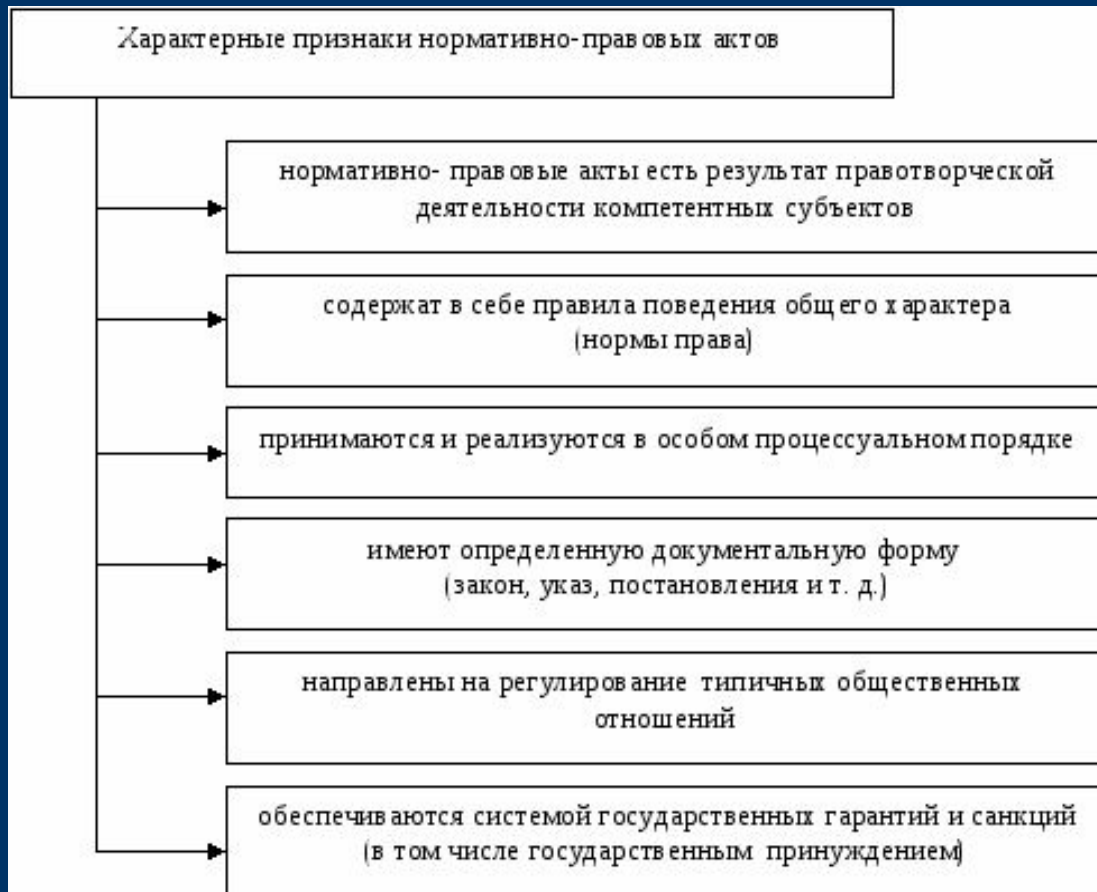 Характерные признаки нормативно-правовых актов
нормативно- правовые акты есть результат правотворческой
деятельности компетентных субъектов
содержат в себе правила поведения общего характера
(нормы права)
принимаются и реализуются в особом процессуальном порядке
имеют определенную документальную форму
(закон, указ, постановления и т. д.)
направлены на регулирование типичных общественных
отношений
обеспечиваются системой государственных гарантий и санкций
(в том числе государственным принуждением)